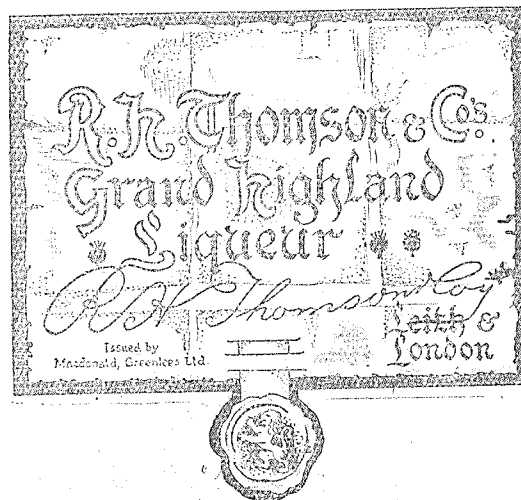 R. H. Thomson & Co's.
Grand Highland
Liqueur
R H Thomson & Coy
Leith &
London
Issued by
Macdonald, Greenlees Ltd.